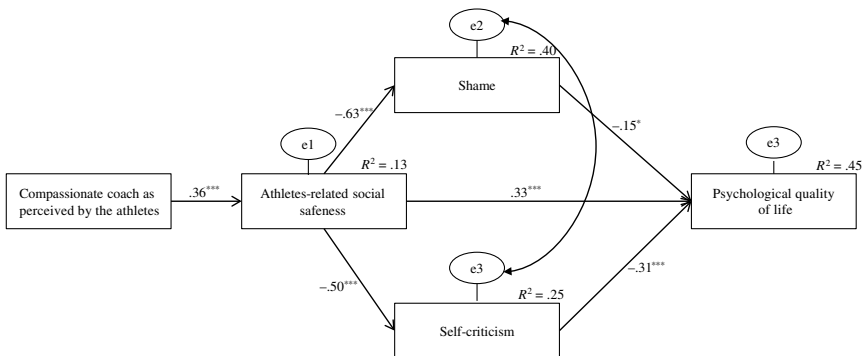 e2
R² = .40
Shame
–.63***
–.15*
e1
e3
R² = .13
R² = .45
Compassionate coach as
perceived by the athletes
.36***
Athletes-related social
safeness
.33***
Psychological quality
of life
e3
–.50***
–.31***
R² = .25
Self-criticism